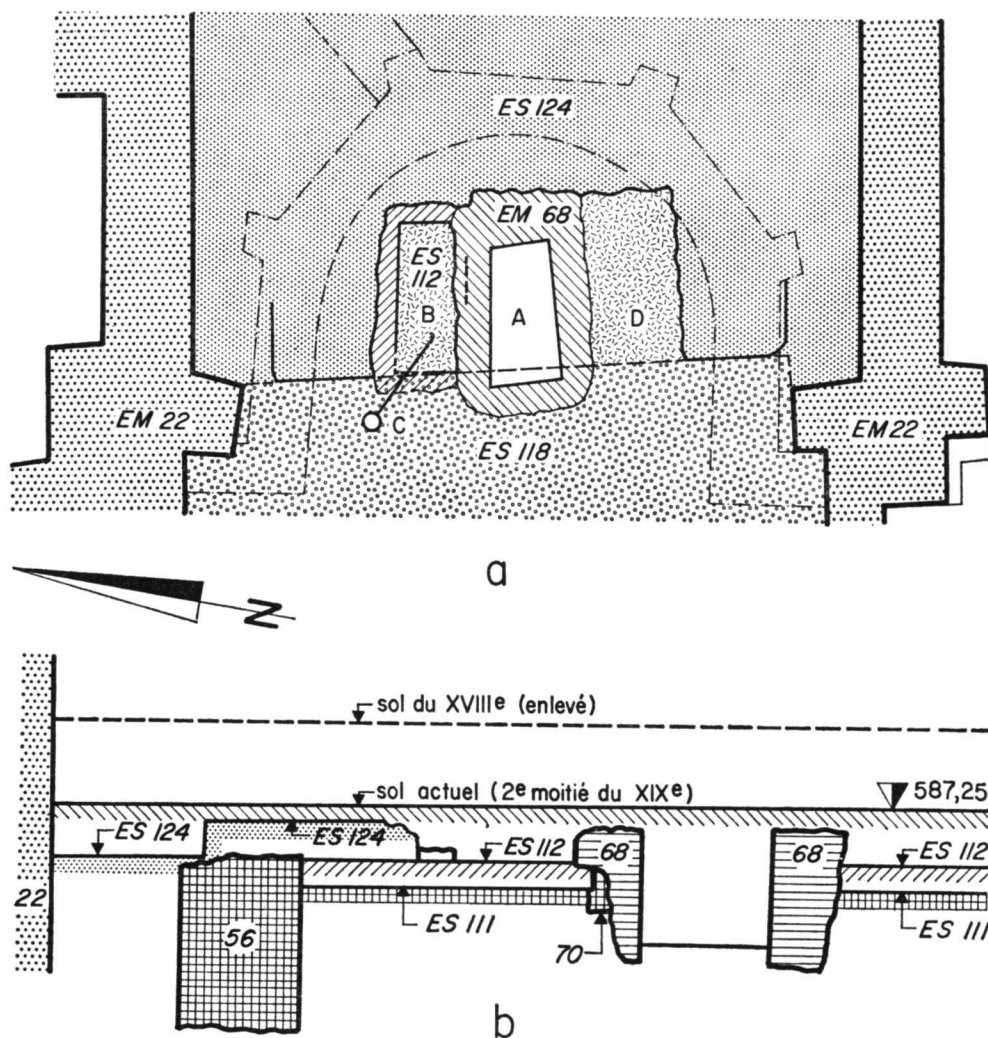 ES 124
EM 68
ES
112
B
A
D
C
EM 22
EM 22
ES 118
a
N
sol du XVIIIe (enlevé)
sol actuel (2e moitié du XIXe)
587,25
ES 124
ES 124
ES 112
68
68
ES 112
22
56
ES 111
70
ES 111
b